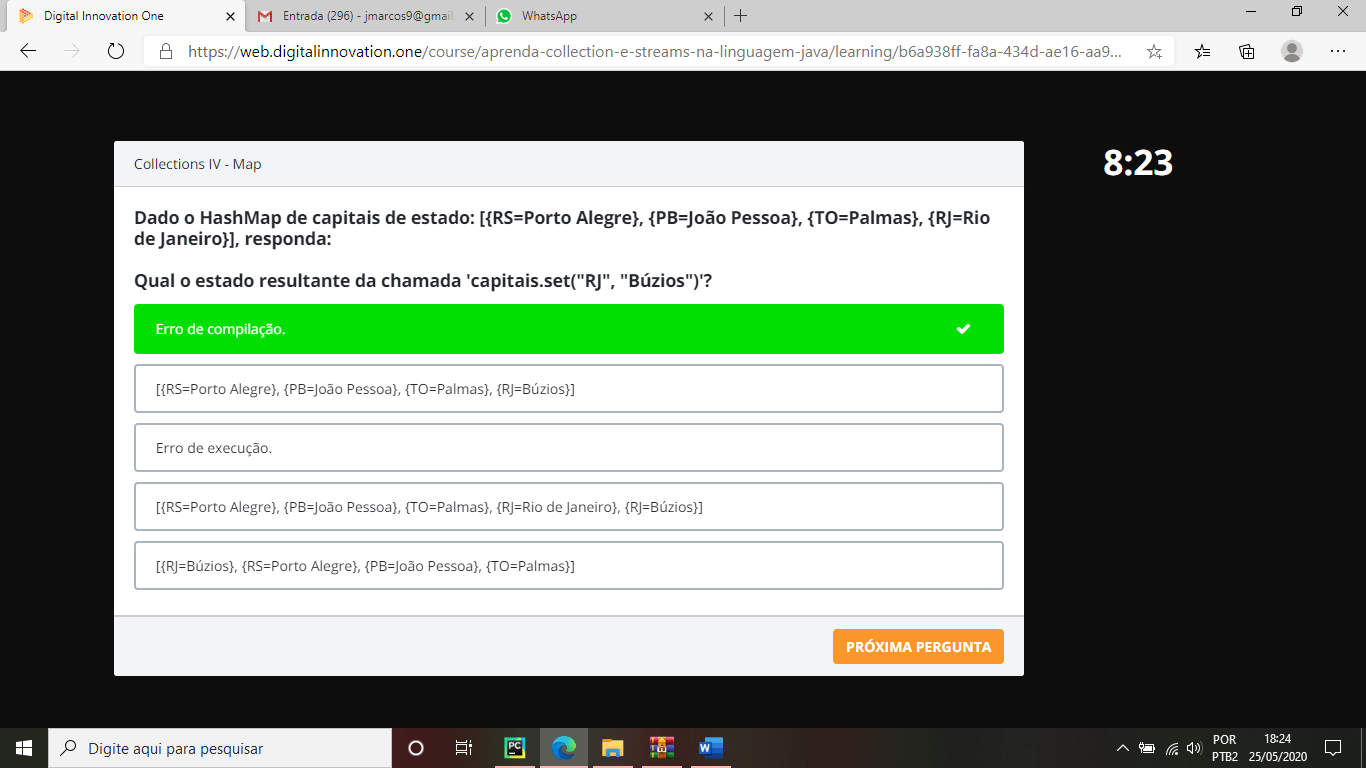 Digital Innovation One
Entrada (296) - jmarcos9@gmail.
WhatsApp
https://web.digitalinnovation.one/course/aprenda-collection-e-streams-na-linguagem-java/learning/b6a938ff-fa8a-434d-ae16-aa9...
Collections IV - Map
8:23
Dado o HashMap de capitais de estado: [{RS=Porto Alegre}, {PB=João Pessoa}, {TO=Palmas}, {RJ=Rio
de Janeiro}], responda:
Qual o estado resultante da chamada 'capitais.set("RJ", "Búzios")'?
Erro de compilação.
[{RS=Porto Alegre}, {PB=João Pessoa}, {TO=Palmas}, {RJ=Búzios}]
Erro de execução.
[{RS=Porto Alegre}, {PB=João Pessoa}, {TO=Palmas}, {RJ=Rio de Janeiro}, {RJ=Búzios}]
[{RJ=Búzios}, {RS=Porto Alegre}, {PB=João Pessoa}, {TO=Palmas}]
PRÓXIMA PERGUNTA
Digite aqui para pesquisar
PC
W
POR
PTB2
18:24
25/05/2020